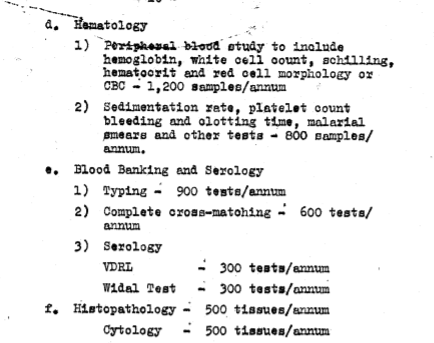 d. Hematology
1) Peripheral blood study to include
hemoglobin, white cell count, schilling,
hematocrit and red cell morphology or
CBC - 1,200 samples/annum
2) Sedimentation rate, platelet count
bleeding and clotting time, malarial
smears and other tests - 800 samples/
annum.
e. Blood Banking and Serology
1) Typing - 900 tests/annum
2) Complete cross-matching - 600 tests/
annum
3) Serology
VDRL - 300 tests/annum
Widal Test - 300 tests/annum
f. Histopathology - 500 tissues/annum
Cytology - 500 tissues/annum